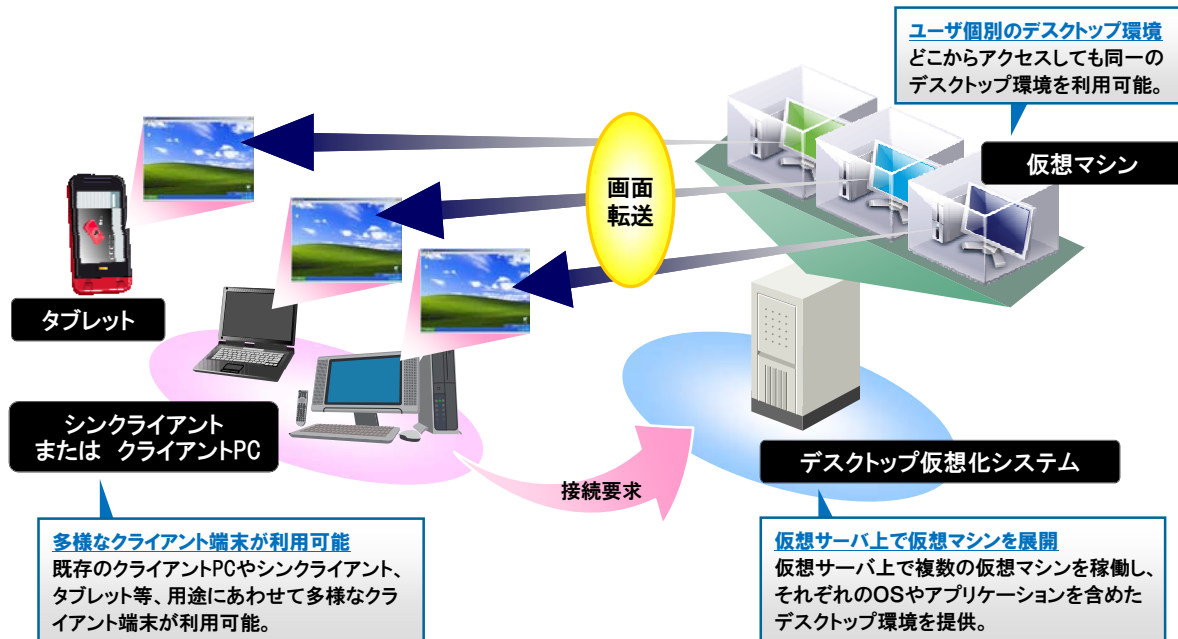 ユーザ個別のデスクトップ環境
どこからアクセスしても同一の
デスクトップ環境を利用可能。
仮想マシン
画面
転送
タブレット
シンクライアント
または　クライアントPC
接続要求
デスクトップ仮想化システム
多様なクライアント端末が利用可能
既存のクライアントPCやシンクライアント、
タブレット等、用途にあわせて多様なクラ
イアント端末が利用可能。
仮想サーバ上で仮想マシンを展開
仮想サーバ上で複数の仮想マシンを稼働し、
それぞれのOSやアプリケーションを含めた
デスクトップ環境を提供。